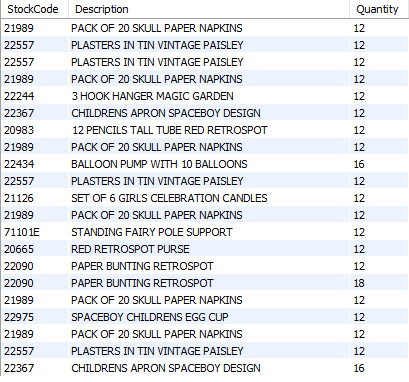 StockCode Description Quantity
21989 PACK OF 20 SKULL PAPER NAPKINS 12
22557 PLASTERS IN TIN VINTAGE PAISLEY 12
22557 PLASTERS IN TIN VINTAGE PAISLEY 12
21989 PACK OF 20 SKULL PAPER NAPKINS 12
22244 3 HOOK HANGER MAGIC GARDEN 12
22367 CHILDRENS APRON SPACEBOY DESIGN 12
20983 12 PENCILS TALL TUBE RED RETROSPOT 12
21989 PACK OF 20 SKULL PAPER NAPKINS 12
22434 BALLOON PUMP WITH 10 BALLOONS 16
22557 PLASTERS IN TIN VINTAGE PAISLEY 12
21126 SET OF 6 GIRLS CELEBRATION CANDLES 12
21989 PACK OF 20 SKULL PAPER NAPKINS 12
71101E STANDING FAIRY POLE SUPPORT 12
20665 RED RETROSPOT PURSE 12
22090 PAPER BUNTING RETROSPOT 12
22090 PAPER BUNTING RETROSPOT 18
21989 PACK OF 20 SKULL PAPER NAPKINS 12
22975 SPACEBOY CHILDRENS EGG CUP 12
21989 PACK OF 20 SKULL PAPER NAPKINS 12
22557 PLASTERS IN TIN VINTAGE PAISLEY 12
22367 CHILDRENS APRON SPACEBOY DESIGN 16